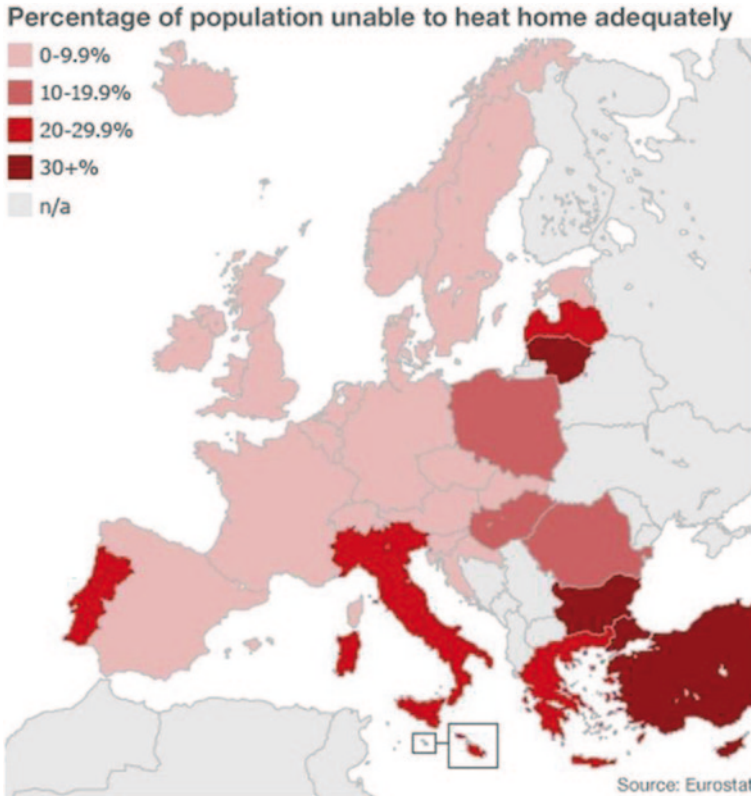 Percentage of population unable to heat home adequately
0-9.9%
10-19.9%
20-29.9%
30+%
n/a
Source: Eurostat